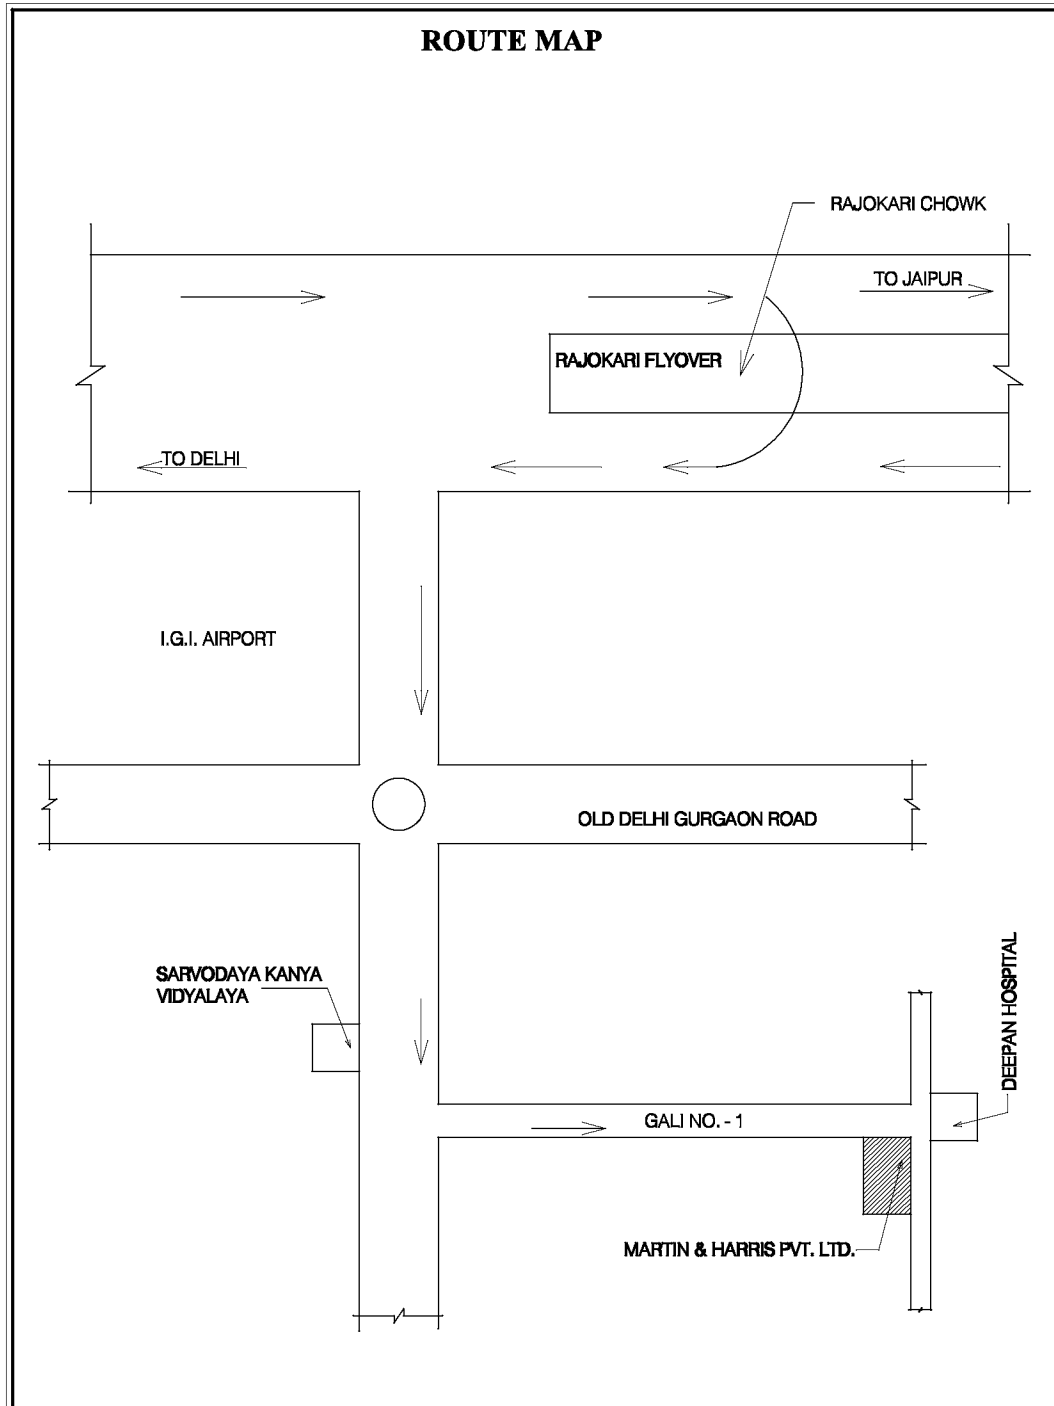 ROUTE MAP
RAJOKARI CHOWK
TO JAIPUR
RAJOKARI FLYOVER
TO DELHI
I.G.I. AIRPORT
OLD DELHI GURGAON ROAD
SARVODAYA KANYA
VIDYALAYA
DEEPAN HOSPITAL
GALI NO. - 1
MARTIN & HARRIS PVT. LTD.